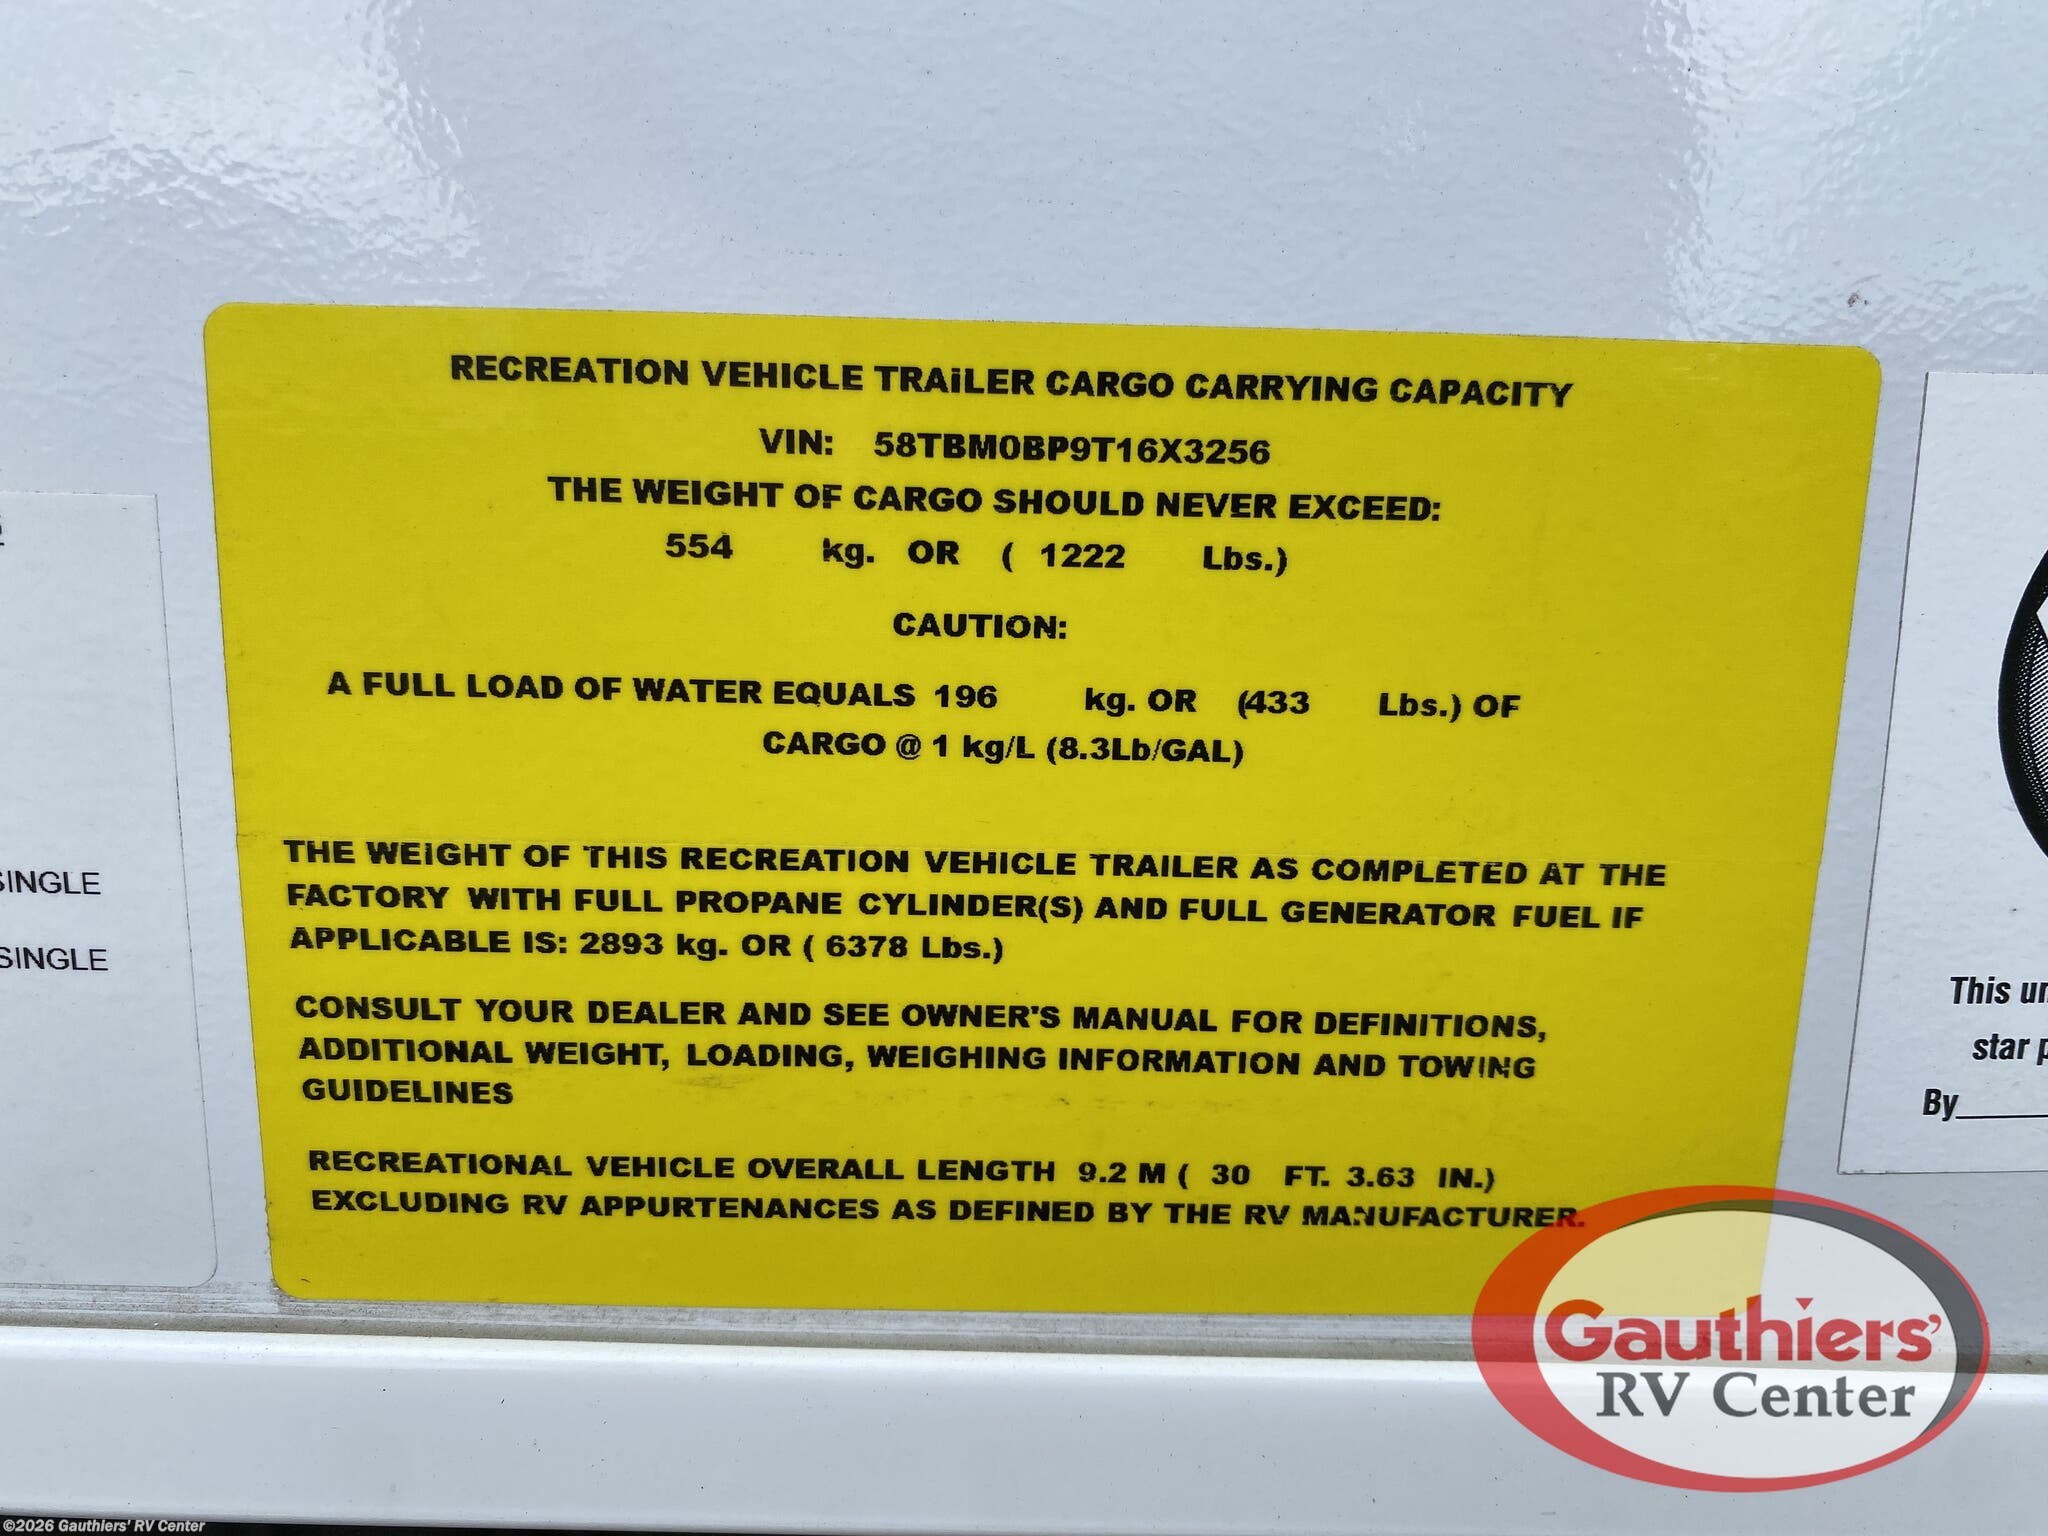 RECREATION VEHICLE TRAiLER CARGO CARRYING CAPACITY
VIN: 58TBM0BP9T16X3256
THE WEIGHT OF CARGO SHOULD NEVER EXCEED:
554 kg. OR ( 1222 Lbs.)
CAUTION:
A FULL LOAD OF WATER EQUALS 196 kg. OR (433 Lbs.) OF
CARGO @ 1 kg/L (8.3Lb/GAL)
THE WEIGHT OF THIS RECREATION VEHICLE TRAILER AS COMPLETED AT THE
FACTORY WITH FULL PROPANE CYLINDER(S) AND FULL GENERATOR FUEL IF
APPLICABLE IS: 2893 kg. OR ( 6378 Lbs.)
CONSULT YOUR DEALER AND SEE OWNER'S MANUAL FOR DEFINITIONS,
ADDITIONAL WEIGHT, LOADING, WEIGHING INFORMATION AND TOWING
GUIDELINES
RECREATIONAL VEHICLE OVERALL LENGTH 9.2 M ( 30 FT. 3.63 IN.)
EXCLUDING RV APPURTENANCES AS DEFINED BY THE RV MANUFACTURER.
SINGLE
SINGLE
This
star
By
Gauthiers'
RV Center
©2026 Gauthiers' RV Center